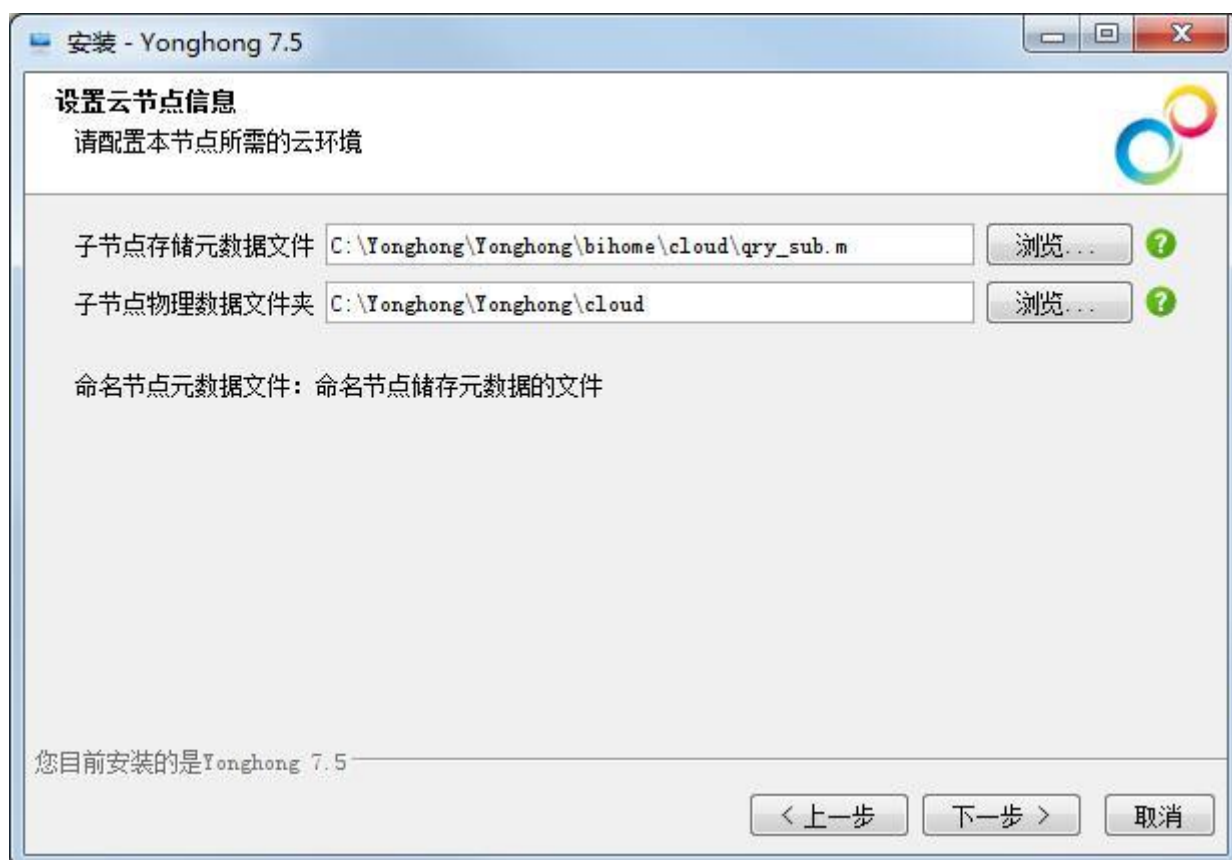 安装 - Yonghong 7.5
设置云节点信息
请配置本节点所需的云环境
子节点存储元数据文件 C:\Yonghong\Yonghong\bihome\cloud\qry_sub.m 浏览...
子节点物理数据文件夹 C:\Yonghong\Yonghong\cloud 浏览...
命名节点元数据文件：命名节点储存元数据的文件
您目前安装的是Yonghong 7.5
< 上一步 下一步 > 取消